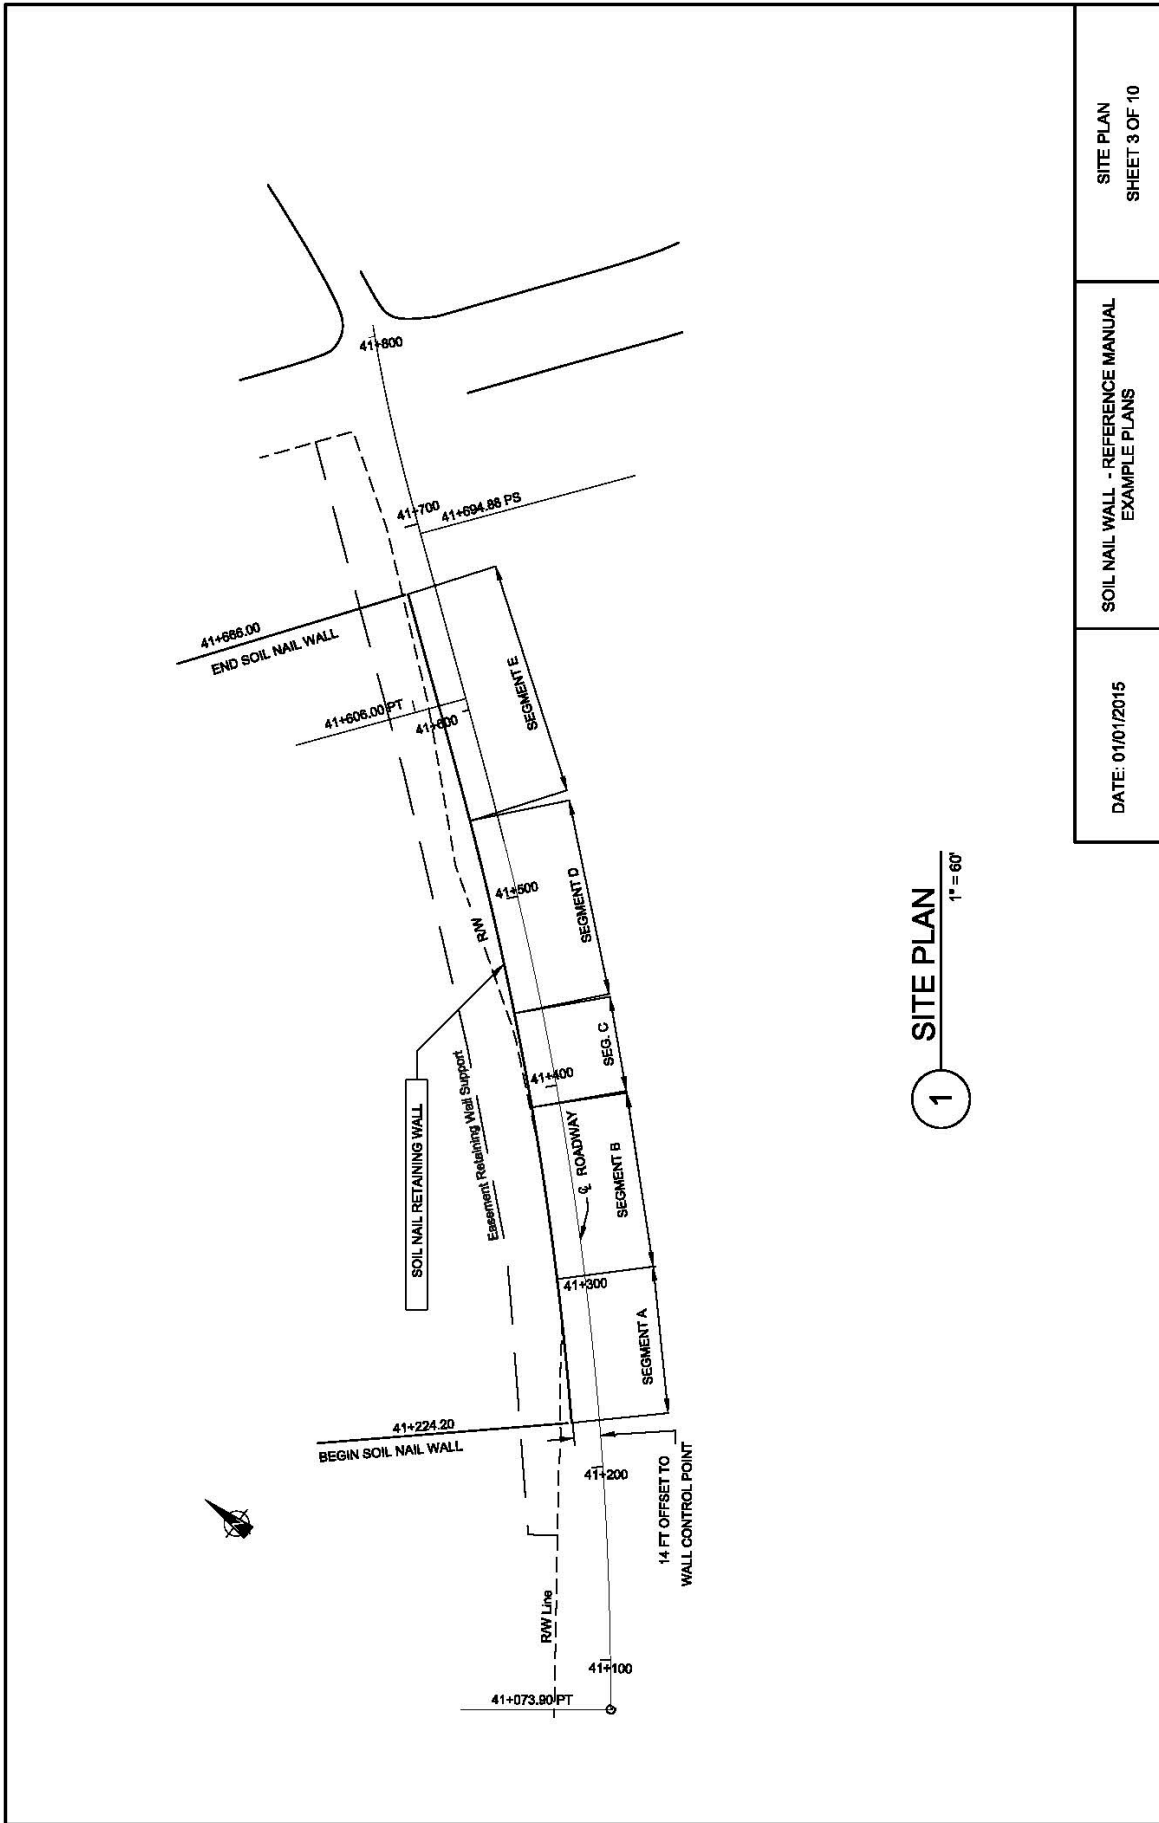 41+800
41+700
41+694.88 PS
41+666.00
END SOIL NAIL WALL
41+606.00 PT
41+600
SEGMENT E
41+500
SEGMENT D
R/W
SOIL NAIL RETAINING WALL
Easement Retaining Wall Support
41+400
SEG. C
℄ ROADWAY
SEGMENT B
41+300
SEGMENT A
41+224.20
BEGIN SOIL NAIL WALL
41+200
14 FT OFFSET TO
WALL CONTROL POINT
R/W Line
41+100
41+073.90 PT
1
SITE PLAN
1" = 60'
DATE: 01/01/2015
SOIL NAIL WALL - REFERENCE MANUAL
EXAMPLE PLANS
SITE PLAN
SHEET 3 OF 10